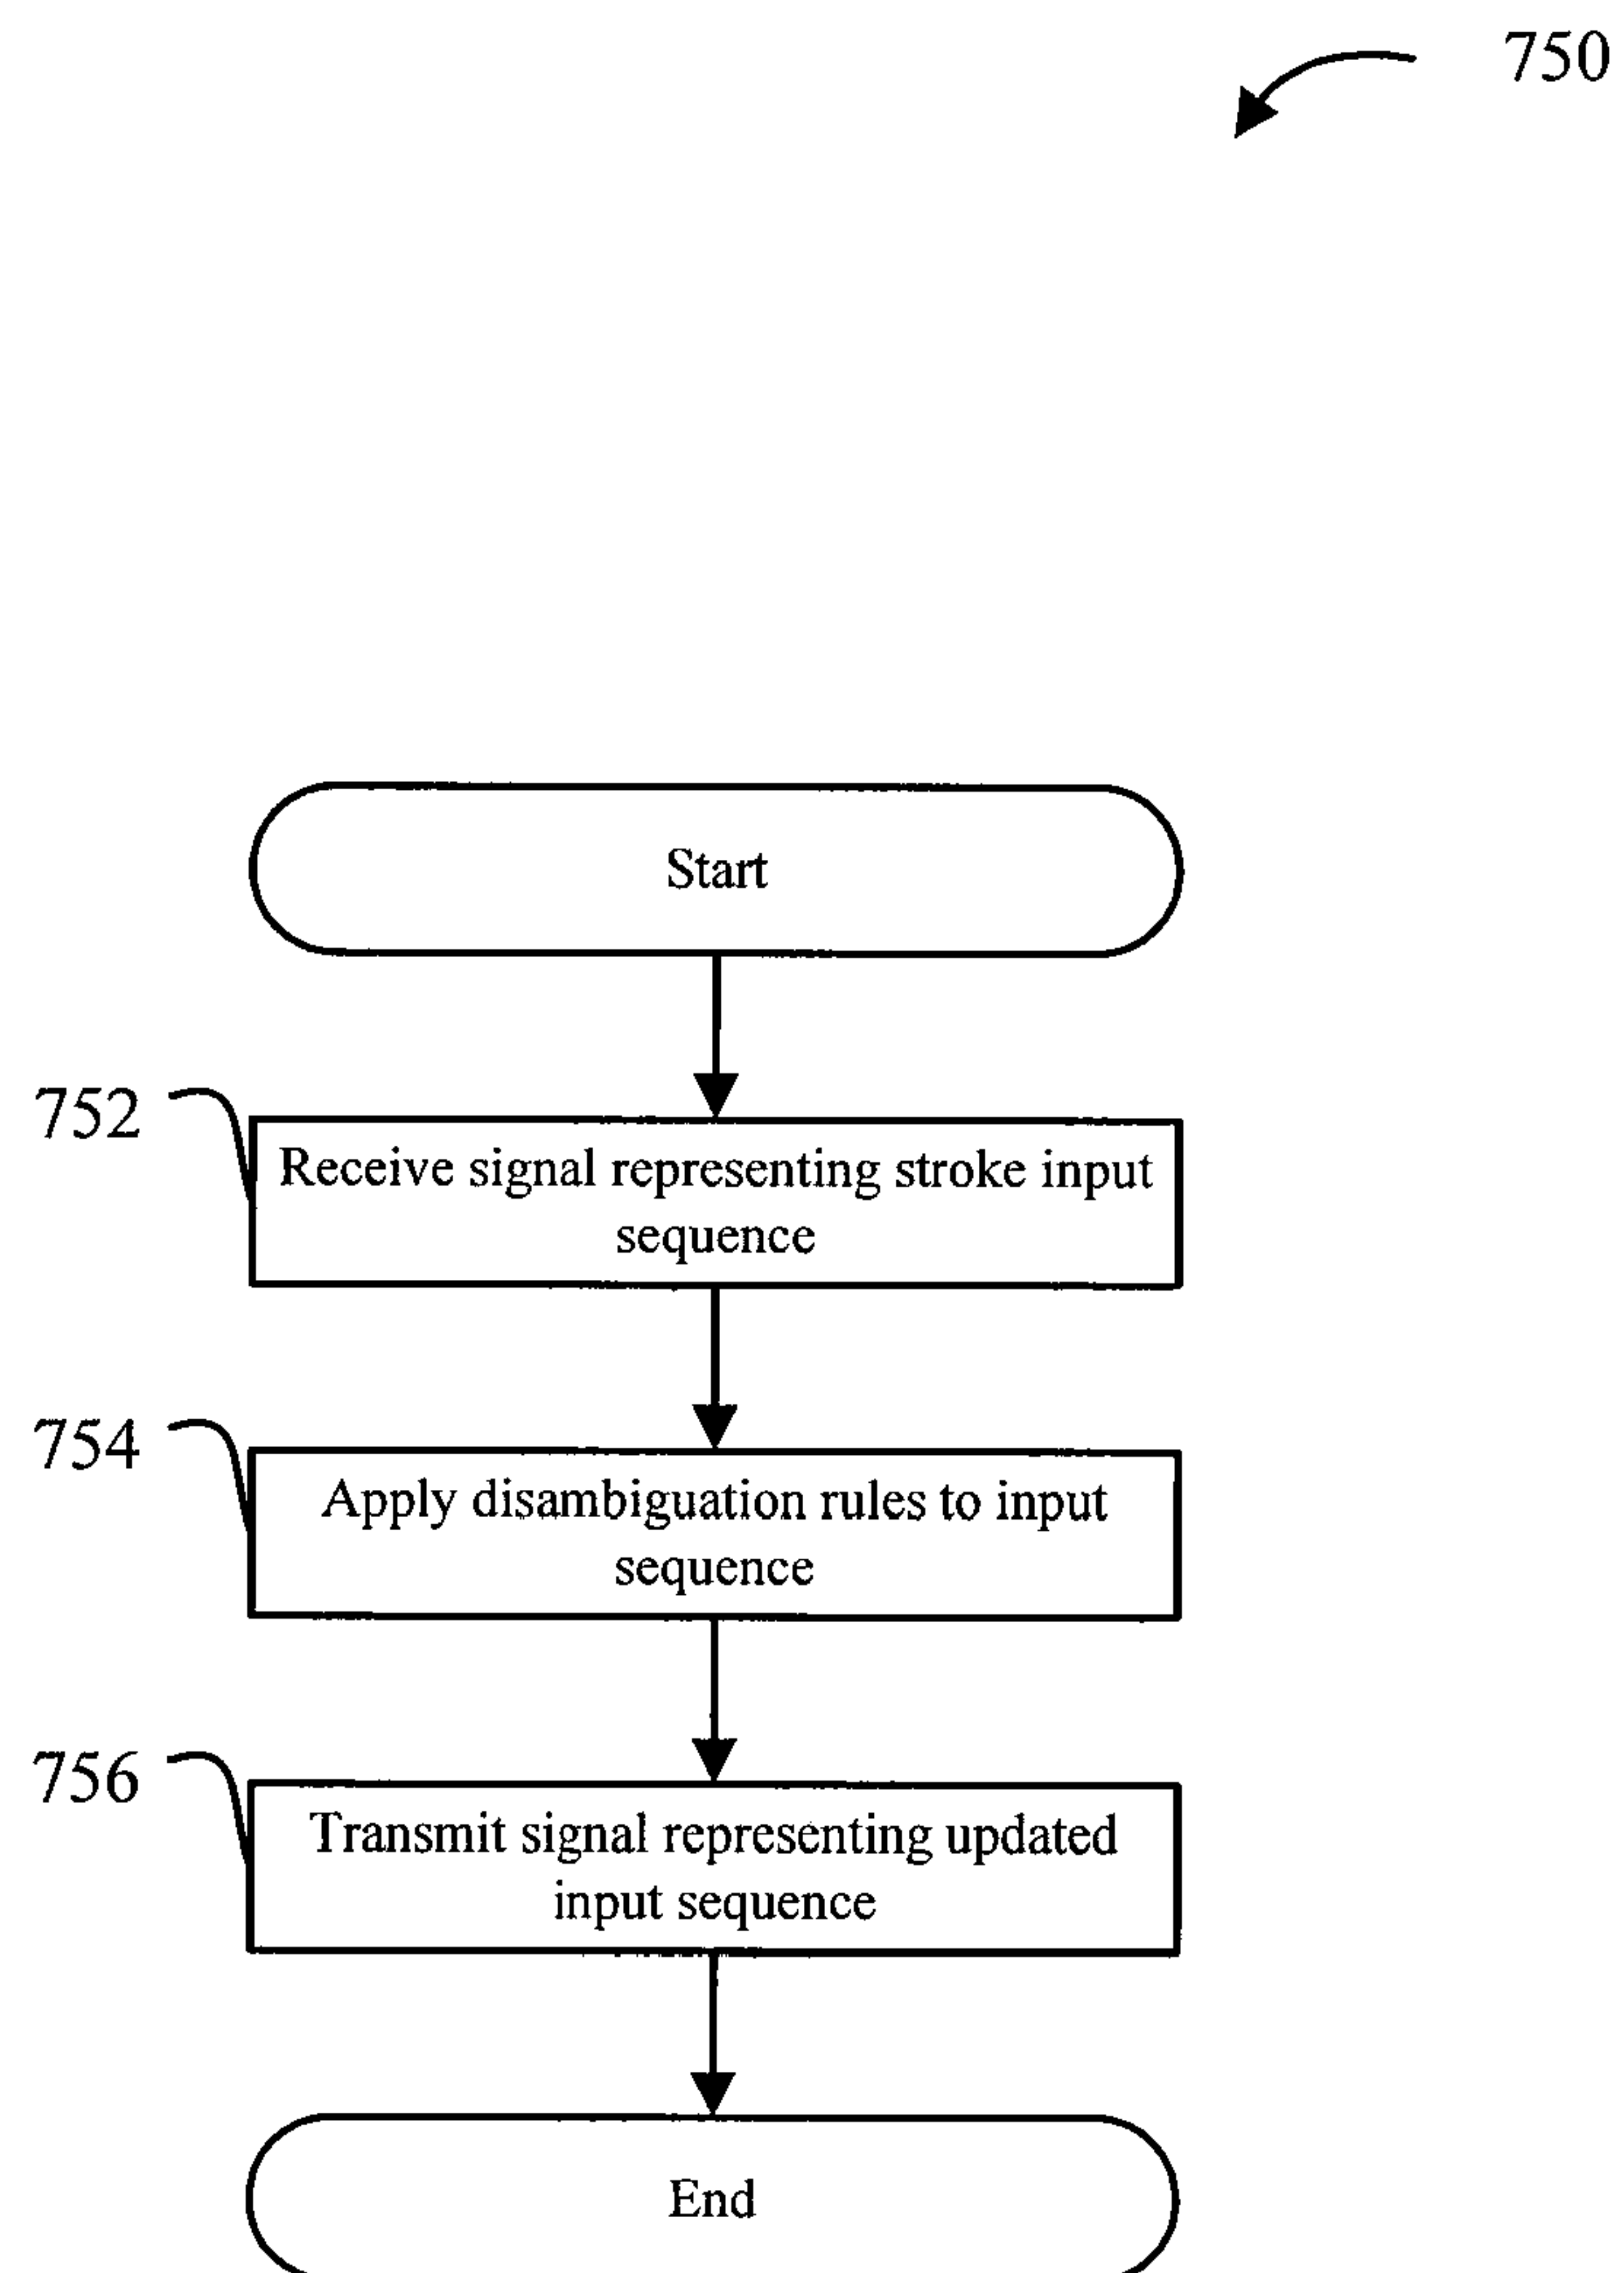 750
Start
752
Receive signal representing stroke input
sequence
754
Apply disambiguation rules to input
sequence
756
Transmit signal representing updated
input sequence
End